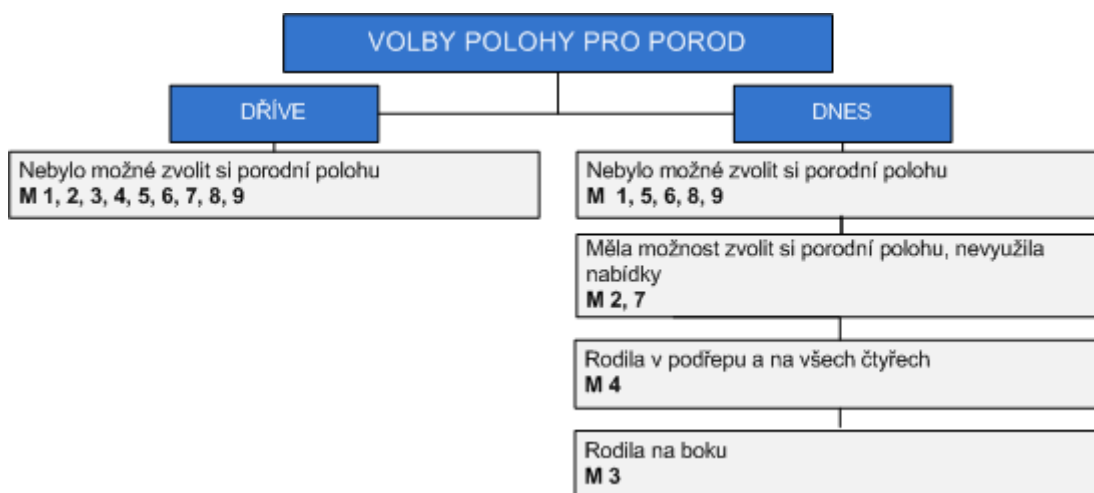 VOLBY POLOHY PRO POROD
DŘÍVE
Nebylo možné zvolit si porodní polohu
M 1, 2, 3, 4, 5, 6, 7, 8, 9
DNES
Nebylo možné zvolit si porodní polohu
M 1, 5, 6, 8, 9
Měla možnost zvolit si porodní polohu, nevyužila
nabídky
M 2, 7
Rodila v podřepu a na všech čtyřech
M 4
Rodila na boku
M 3